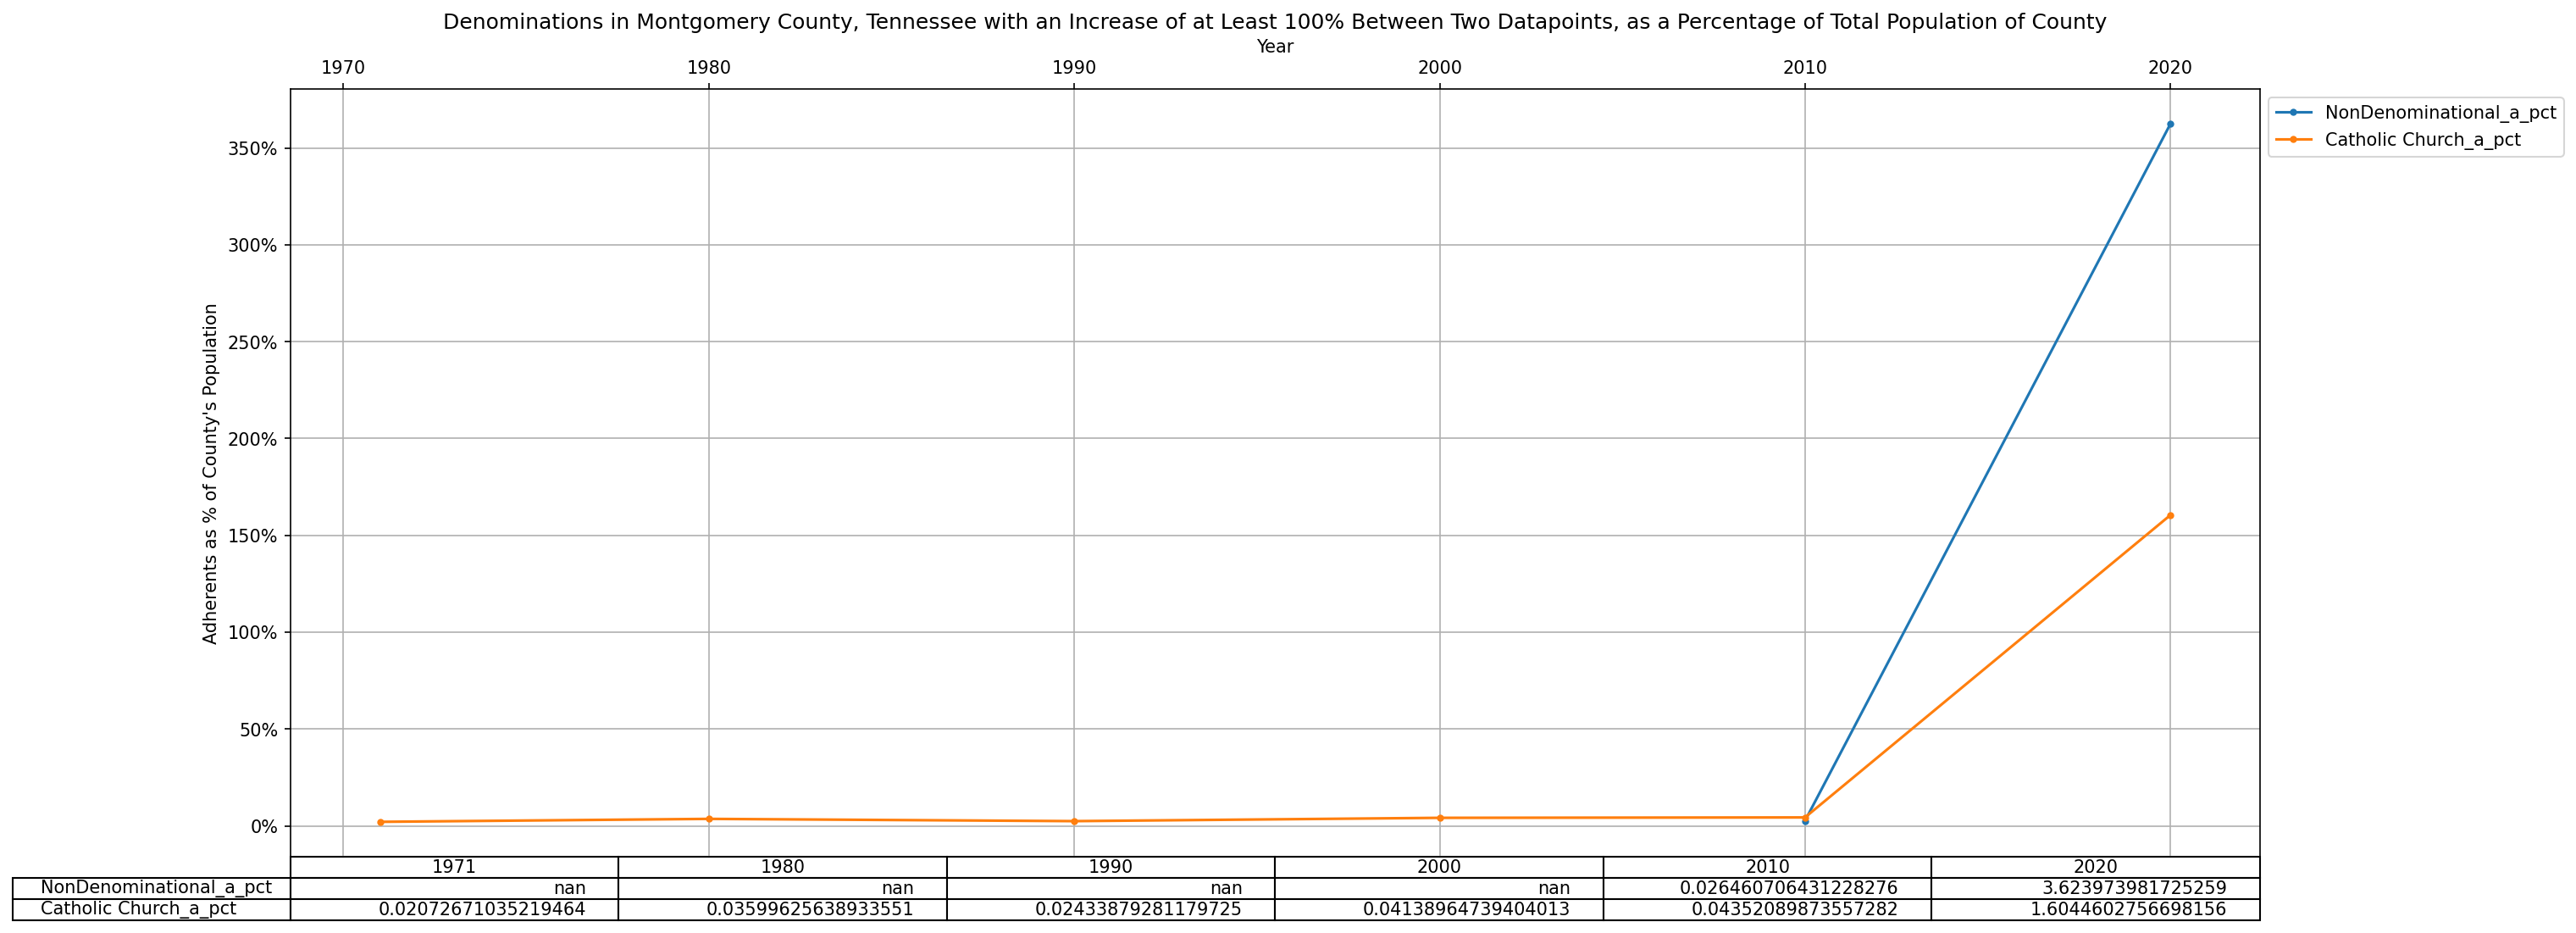 Denominations in Montgomery County, Tennessee with an Increase of at Least 100% Between Two Datapoints, as a Percentage of Total Population of County
Year
1970 1980 1990 2000 2010 2020
NonDenominational_a_pct
Catholic Church_a_pct
Adherents as % of County's Population
350%
300%
250%
200%
150%
100%
50%
0%
1971 1980 1990 2000 2010 2020
NonDenominational_a_pct nan nan nan nan 0.026460706431228276 3.623973981725259
Catholic Church_a_pct 0.02072671035219464 0.03599625638933551 0.02433879281179725 0.04138964739404013 0.04352089873557282 1.6044602756698156